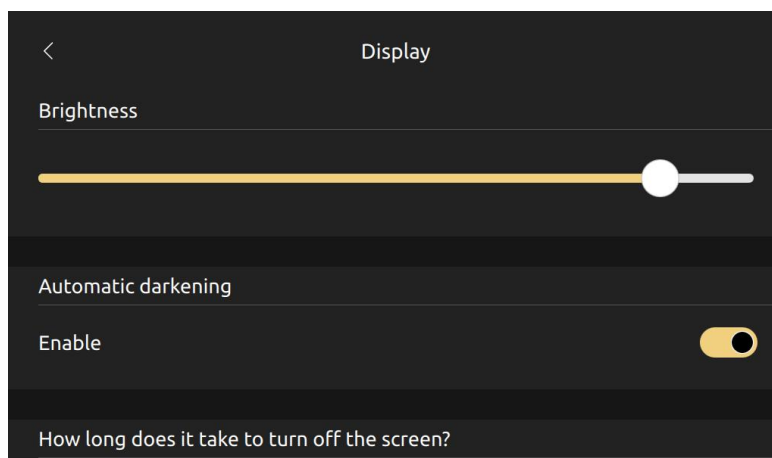 Display
Brightness
Automatic darkening
Enable
How long does it take to turn off the screen?